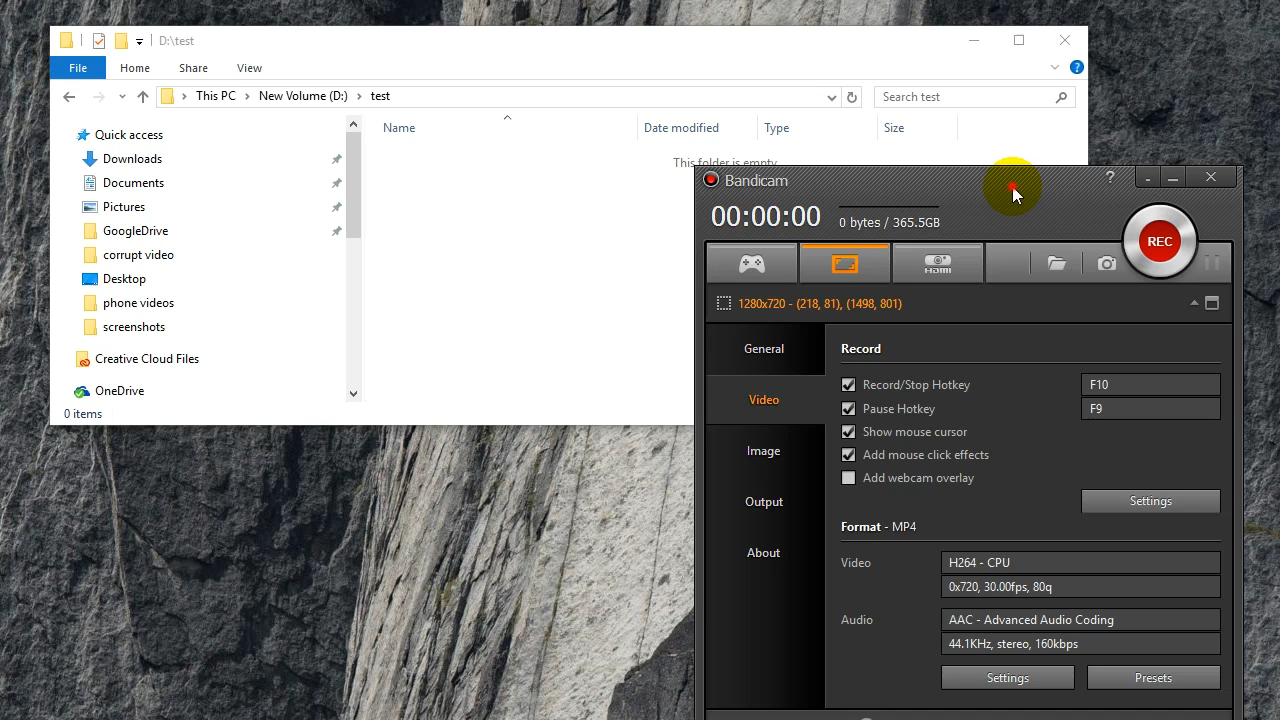 D:\test
File Home Share View
This PC New Volume (D:) test
Search test
Name Date modified Type Size
This folder is empty.
Quick access
Downloads
Documents
Pictures
GoogleDrive
corrupt video
Desktop
phone videos
screenshots
Creative Cloud Files
OneDrive
0 items
Bandicam
00:00:00 0 bytes / 365.5GB
REC
HDMI
1280x720 - (218, 81), (1498, 801)
General
Video
Image
Output
About
Record
Record/Stop Hotkey F10
Pause Hotkey F9
Show mouse cursor
Add mouse click effects
Add webcam overlay
Settings
Format - MP4
Video H264 - CPU
0x720, 30.00fps, 80q
Audio AAC - Advanced Audio Coding
44.1KHz, stereo, 160kbps
Settings Presets